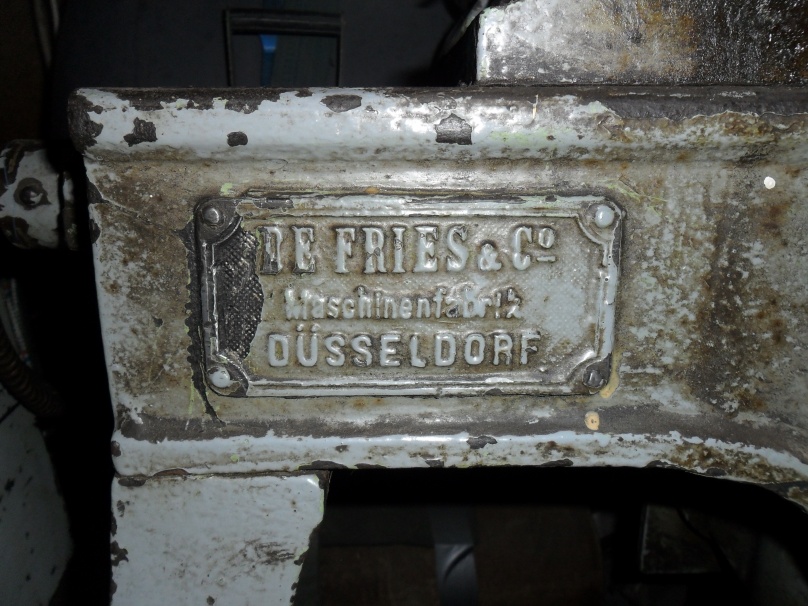 DE FRIES & Cº
Maschinenfabrik
DÜSSELDORF